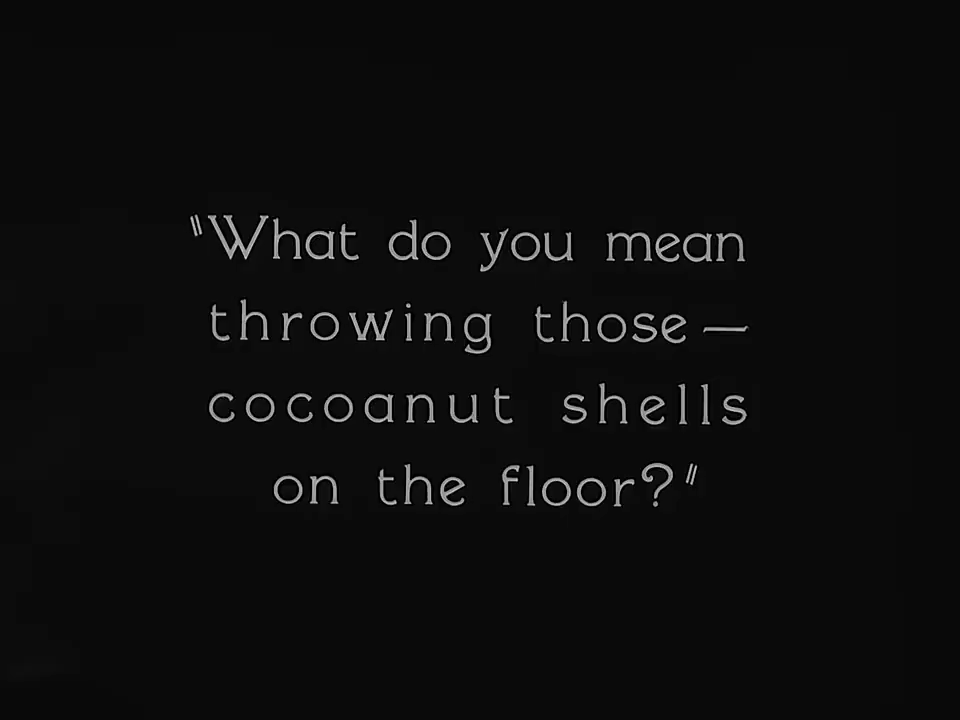 "What do you mean
throwing those —
cocoanut shells
on the floor?"